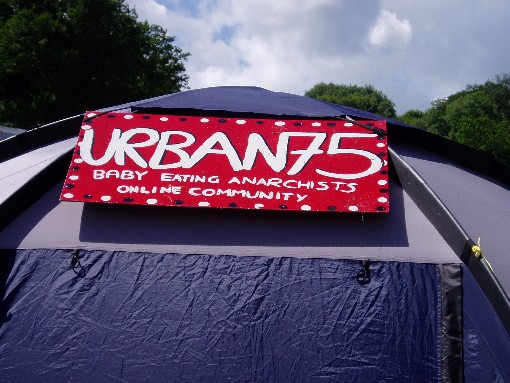 URBAN75
BABY EATING ANARCHISTS
ONLINE COMMUNITY